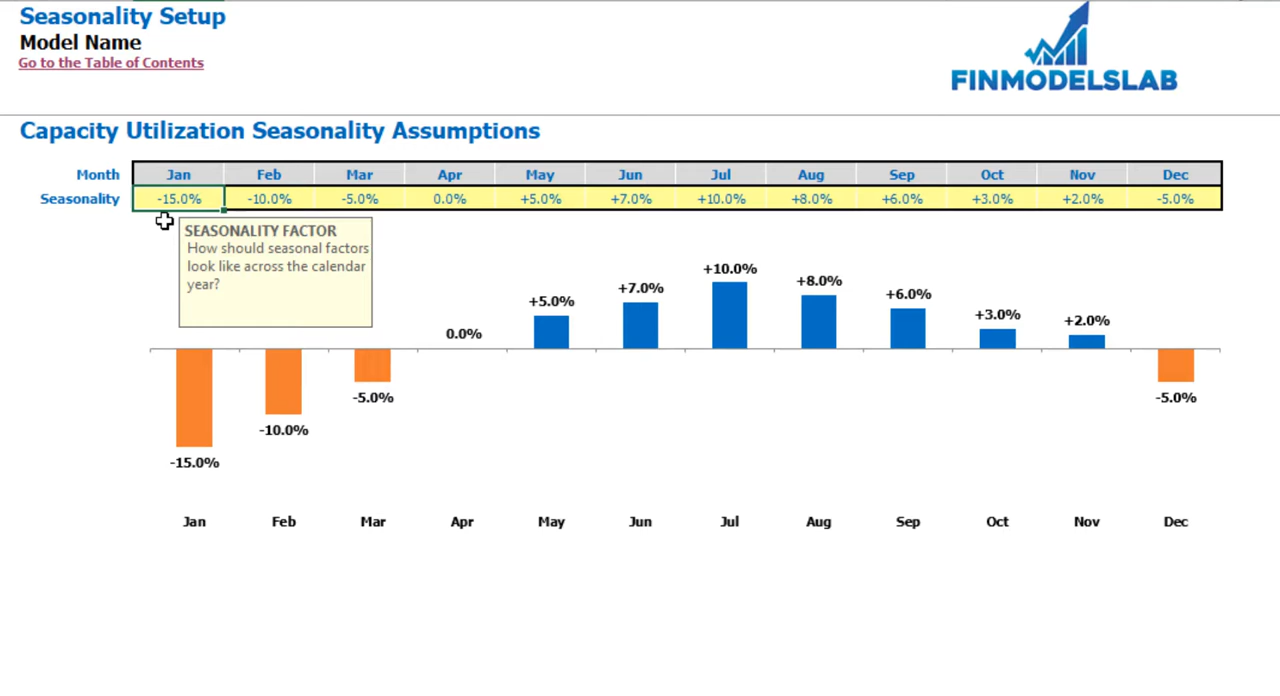 Seasonality Setup
Model Name
Go to the Table of Contents
FINMODELSLAB
Capacity Utilization Seasonality Assumptions
Month Jan Feb Mar Apr May Jun Jul Aug Sep Oct Nov Dec
Seasonality -15.0% -10.0% -5.0% 0.0% +5.0% +7.0% +10.0% +8.0% +6.0% +3.0% +2.0% -5.0%
SEASONALITY FACTOR
How should seasonal factors
look like across the calendar
year?
+10.0%
+8.0%
+7.0%
+6.0%
+5.0%
+3.0%
+2.0%
0.0%
-5.0% -5.0%
-10.0%
-15.0%
Jan Feb Mar Apr May Jun Jul Aug Sep Oct Nov Dec